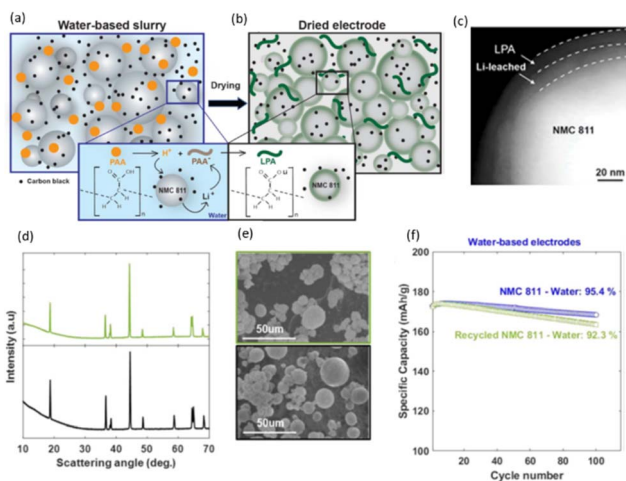 (a)
Water-based slurry
(b)
Dried electrode
(c)
Drying
LPA
Li-leached
NMC 811
20 nm
PAA
H+
PAA-
LPA
NMC 811
Li+
NMC 811
Water
O
OH
C
H
C
C
H
H
n
O
O
Li
C
H
C
C
H
H
n
• Carbon black
(d)
Intensity (a.u)
10 20 30 40 50 60 70
Scattering angle (deg.)
(e)
50um
50um
(f)
Water-based electrodes
Specific Capacity (mAh/g)
200
180
160
140
120
100
NMC 811 - Water: 95.4 %
Recycled NMC 811 - Water: 92.3 %
0 20 40 60 80 100
Cycle number